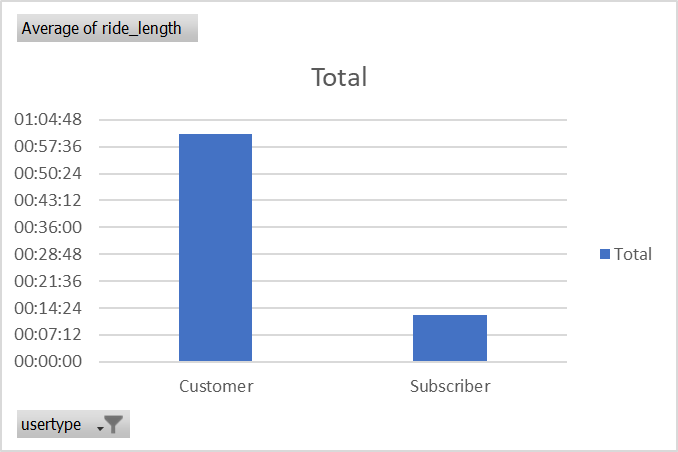 Average of ride_length
Total
01:04:48
00:57:36
00:50:24
00:43:12
00:36:00
00:28:48
00:21:36
00:14:24
00:07:12
00:00:00
Total
Customer
Subscriber
usertype